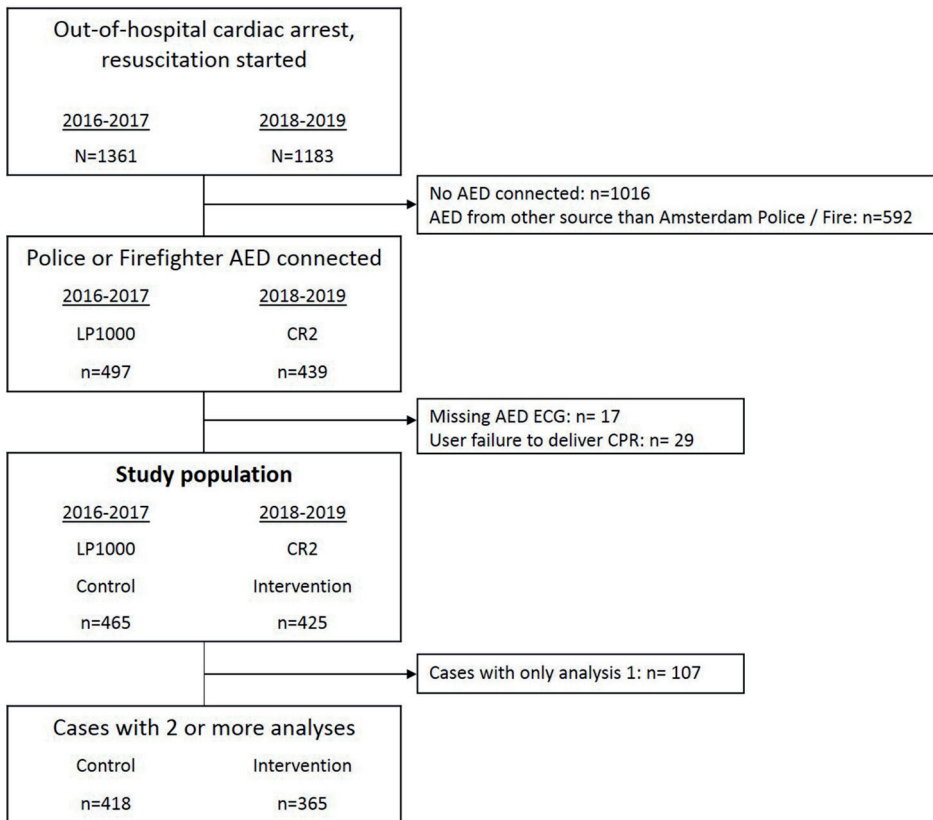 Out-of-hospital cardiac arrest,
resuscitation started
2016-2017 2018-2019
N=1361 N=1183
No AED connected: n=1016
AED from other source than Amsterdam Police / Fire: n=592
Police or Firefighter AED connected
2016-2017 2018-2019
LP1000 CR2
n=497 n=439
Missing AED ECG: n= 17
User failure to deliver CPR: n= 29
Study population
2016-2017 2018-2019
LP1000 CR2
Control Intervention
n=465 n=425
Cases with only analysis 1: n= 107
Cases with 2 or more analyses
Control Intervention
n=418 n=365